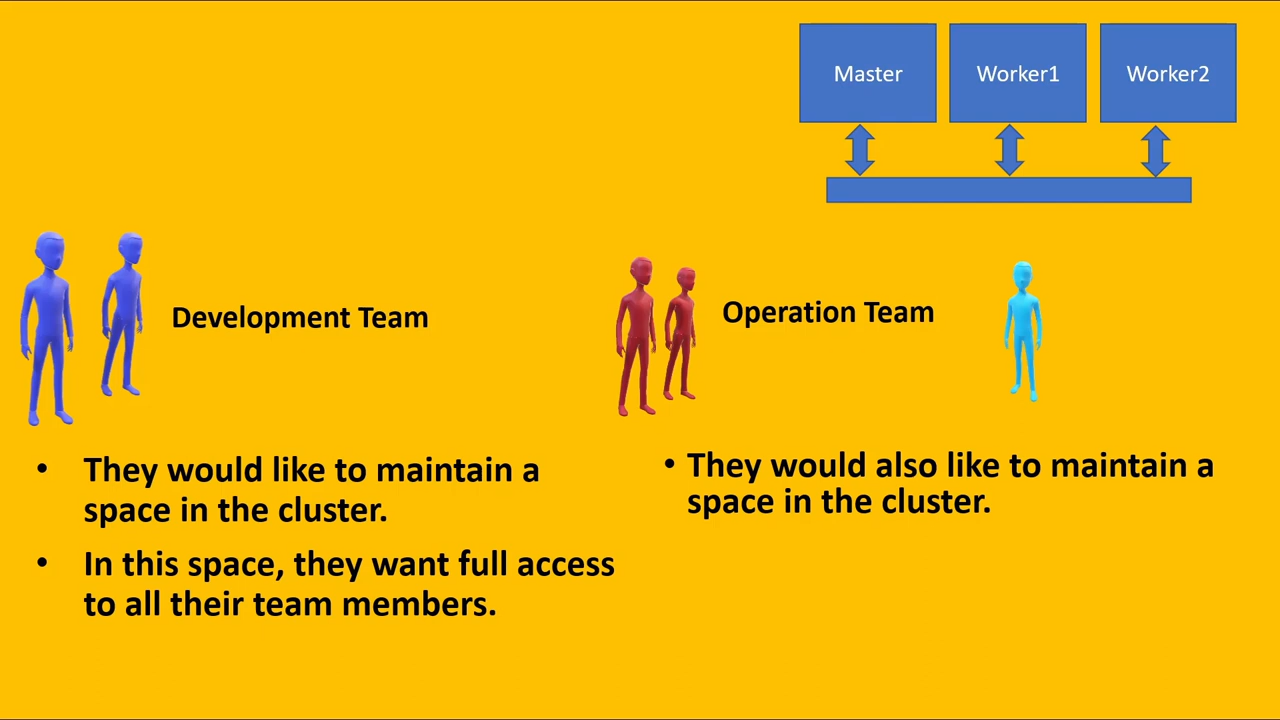 Master
Worker1
Worker2
Development Team
Operation Team
• They would like to maintain a
space in the cluster.
• In this space, they want full access
to all their team members.
• They would also like to maintain a
space in the cluster.